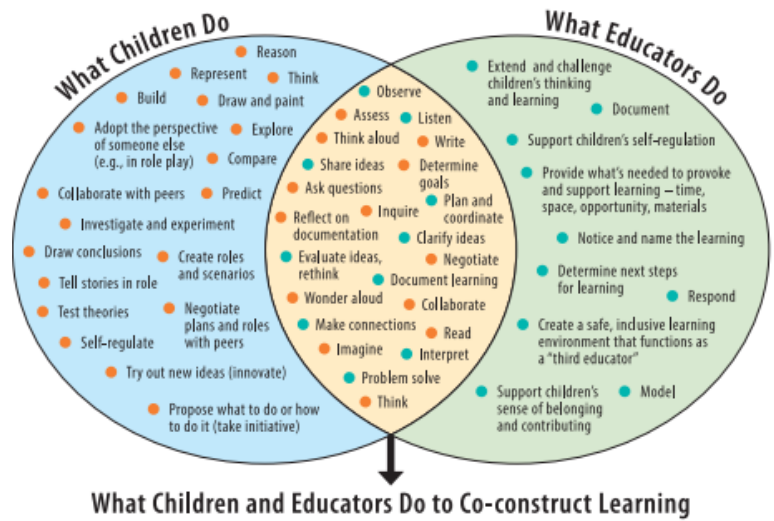 What Children Do
What Educators Do
Reason
Represent
Think
Build
Draw and paint
Adopt the perspective
of someone else
(e.g., in role play)
Explore
Compare
Collaborate with peers
Predict
Investigate and experiment
Draw conclusions
Create roles
and scenarios
Tell stories in role
Test theories
Negotiate
plans and roles
with peers
Self-regulate
Try out new ideas (innovate)
Propose what to do or how
to do it (take initiative)
Observe
Assess
Listen
Think aloud
Write
Share ideas
Determine
goals
Ask questions
Plan and
coordinate
Reflect on
documentation
Inquire
Clarify ideas
Evaluate ideas,
rethink
Negotiate
Document learning
Wonder aloud
Collaborate
Make connections
Read
Imagine
Interpret
Problem solve
Think
Extend and challenge
children's thinking
and learning
Document
Support children's self-regulation
Provide what's needed to provoke
and support learning – time,
space, opportunity, materials
Notice and name the learning
Determine next steps
for learning
Respond
Create a safe, inclusive learning
environment that functions as
a "third educator"
Support children's
sense of belonging
and contributing
Model
What Children and Educators Do to Co-construct Learning